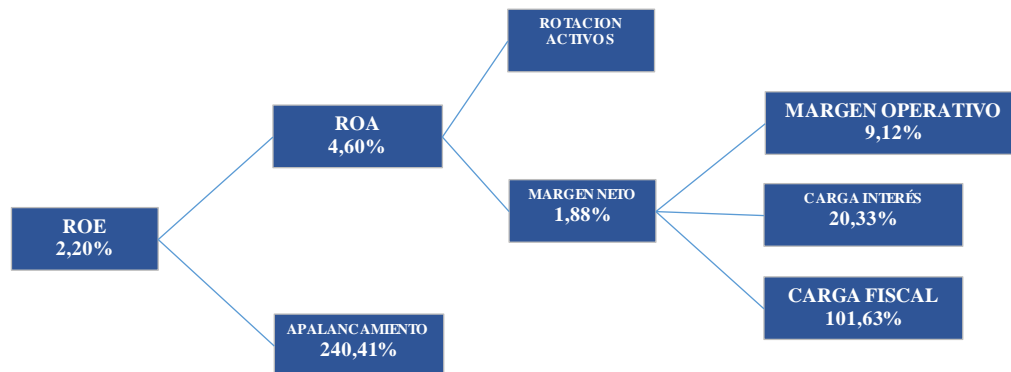 ROTACION
ACTIVOS
ROA
4,60%
MARGEN OPERATIVO
9,12%
MARGEN NETO
1,88%
CARGA INTERÉS
20,33%
ROE
2,20%
CARGA FISCAL
101,63%
APALANCAMIENTO
240,41%